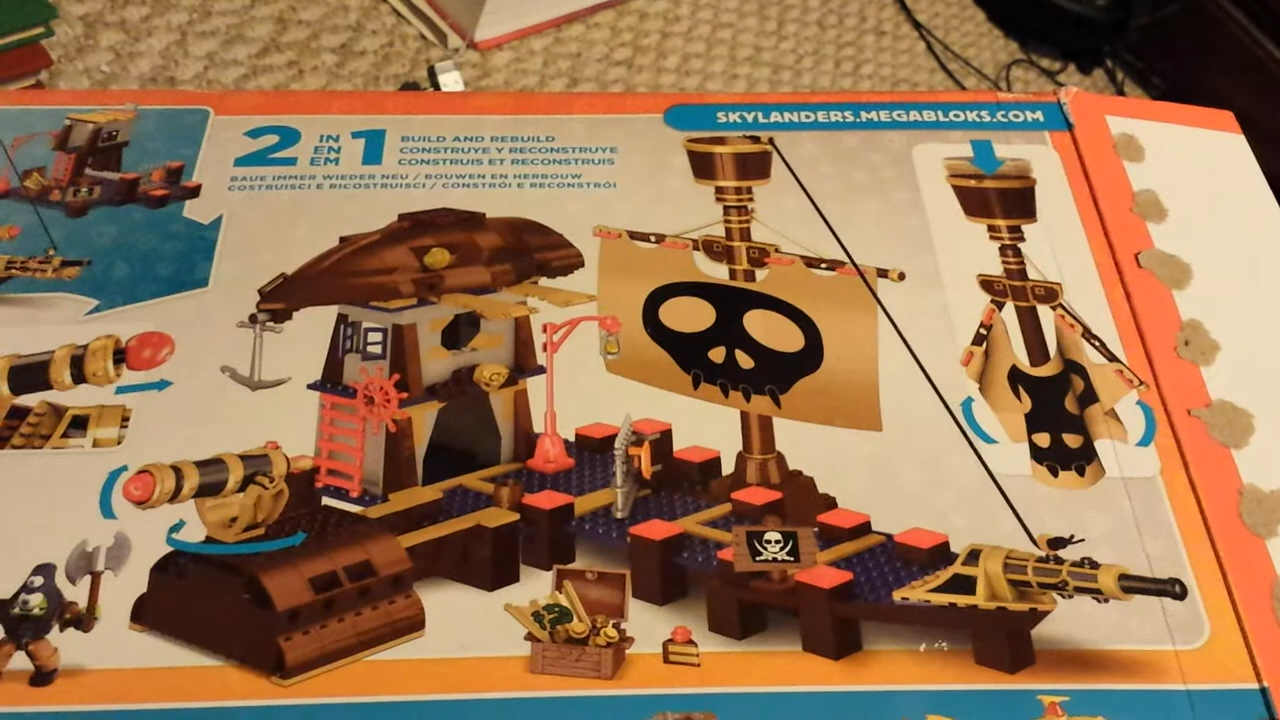 SKYLANDERS.MEGABLOKS.COM
2 IN EN EM 1
BUILD AND REBUILD
CONSTRUYE Y RECONSTRUYE
CONSTRUIS ET RECONSTRUIS
BAUE IMMER WIEDER NEU / BOUWEN EN HERBOUW
COSTRUISCI E RICOSTRUISCI / CONSTRÓI E RECONSTRÓI